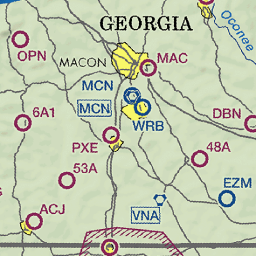 GEORGIA
Oconee
OPN
MACON
MAC
MCN
MCN
6A1
WRB
DBN
PXE
48A
53A
EZM
ACJ
VNA